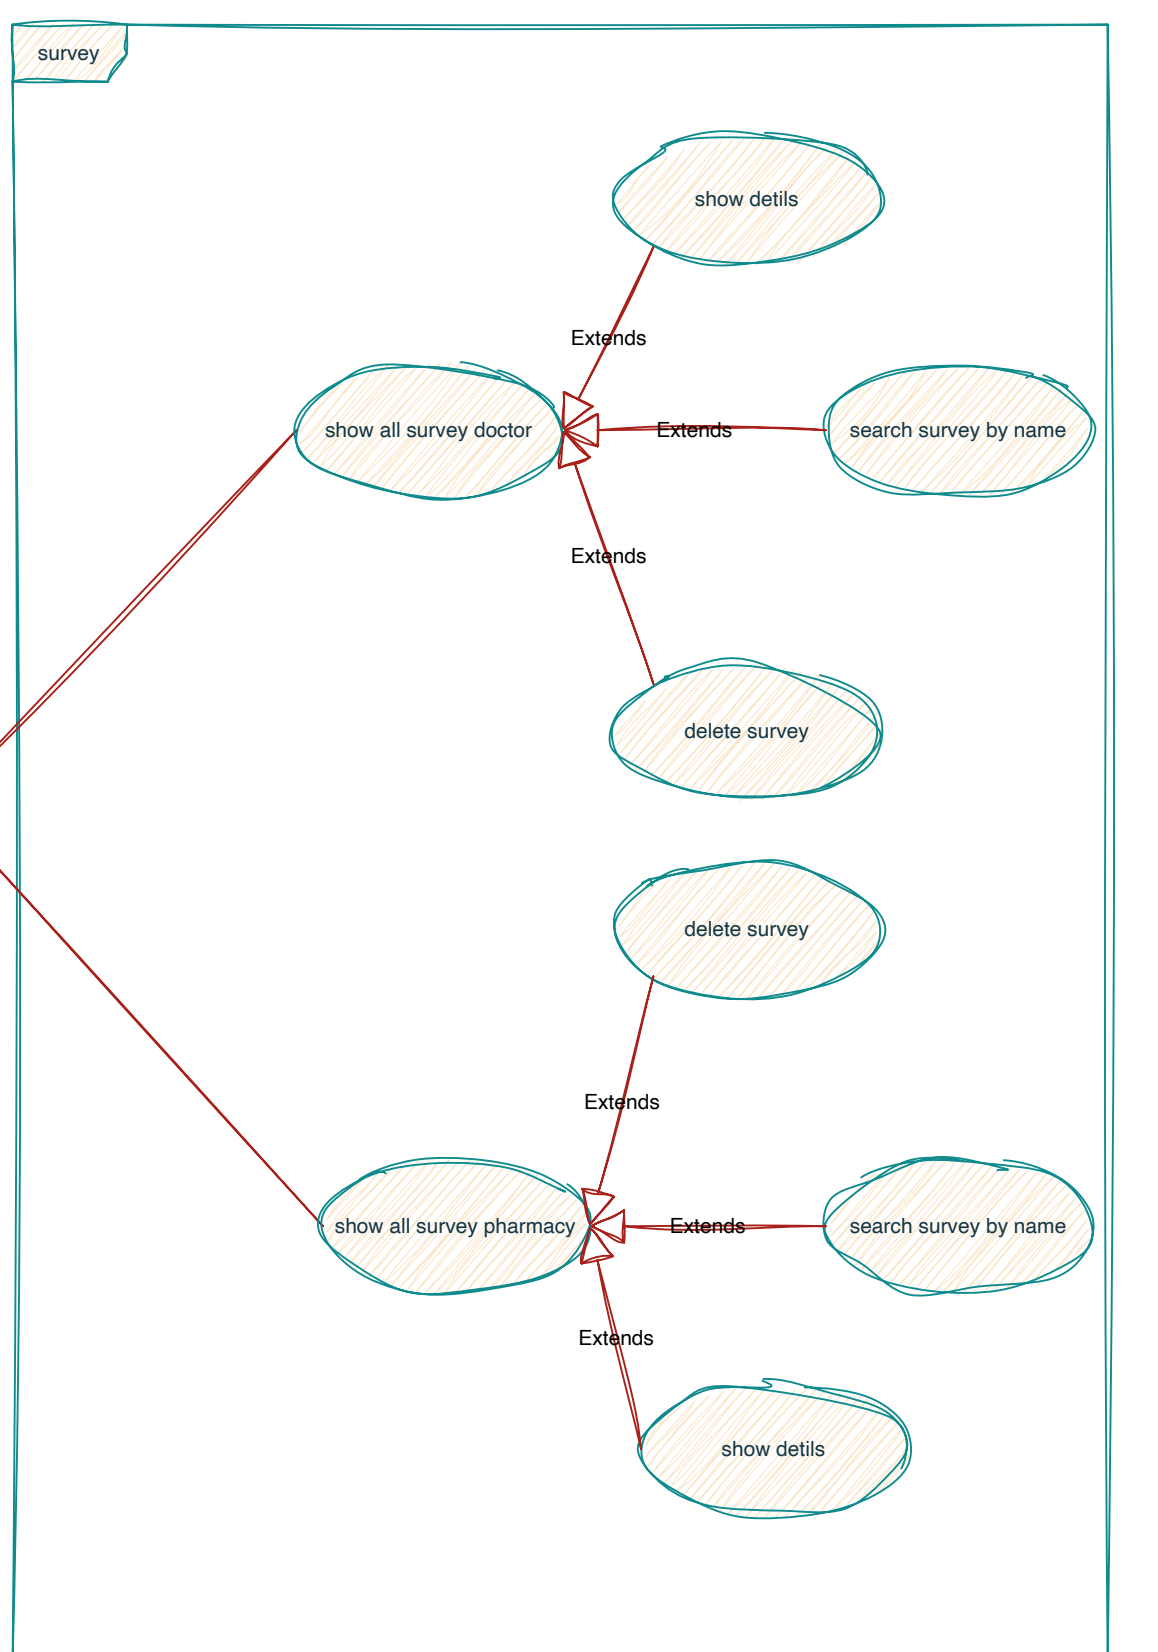 survey
show detils
Extends
show all survey doctor
Extends
search survey by name
Extends
delete survey
delete survey
Extends
show all survey pharmacy
Extends
search survey by name
Extends
show detils